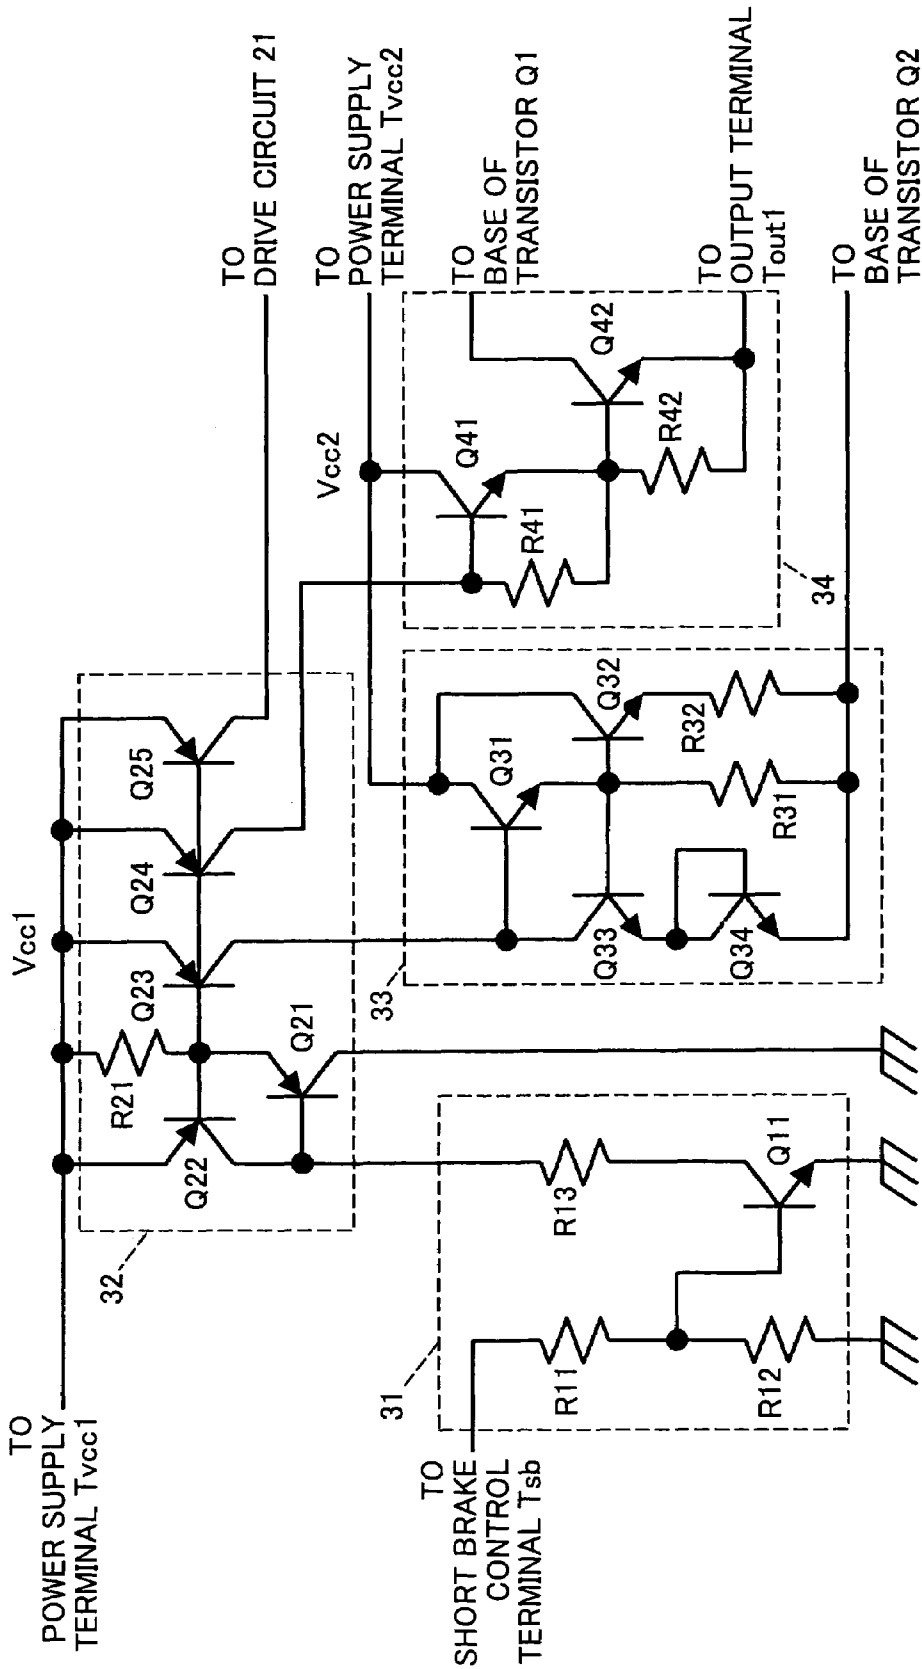 TO
POWER SUPPLY
TERMINAL Tvcc1
Vcc1
TO
DRIVE CIRCUIT 21
32
Q22
R21
Q23
Q24
Q25
Q21
TO
POWER SUPPLY
TERMINAL Tvcc2
Vcc2
TO
SHORT BRAKE
CONTROL
TERMINAL Tsb
31
R11
R12
R13
Q11
33
Q31
Q32
Q33
Q34
R31
R32
34
Q41
Q42
R41
R42
TO
BASE OF
TRANSISTOR Q1
TO
OUTPUT TERMINAL
Tout1
TO
BASE OF
TRANSISTOR Q2